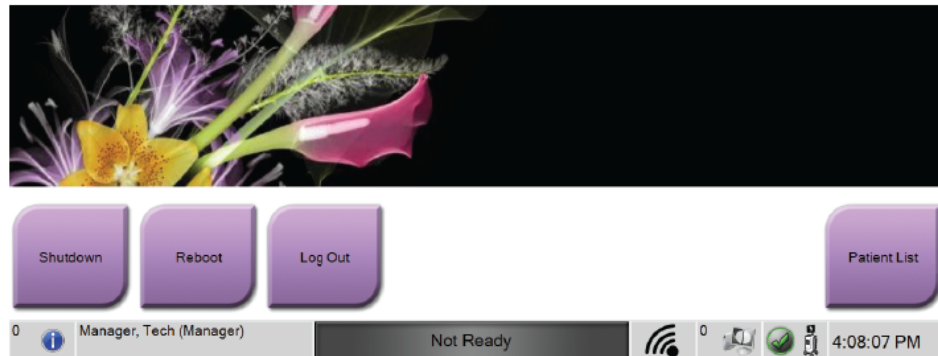 Shutdown
Reboot
Log Out
Patient List
0
Manager, Tech (Manager)
Not Ready
0
4:08:07 PM